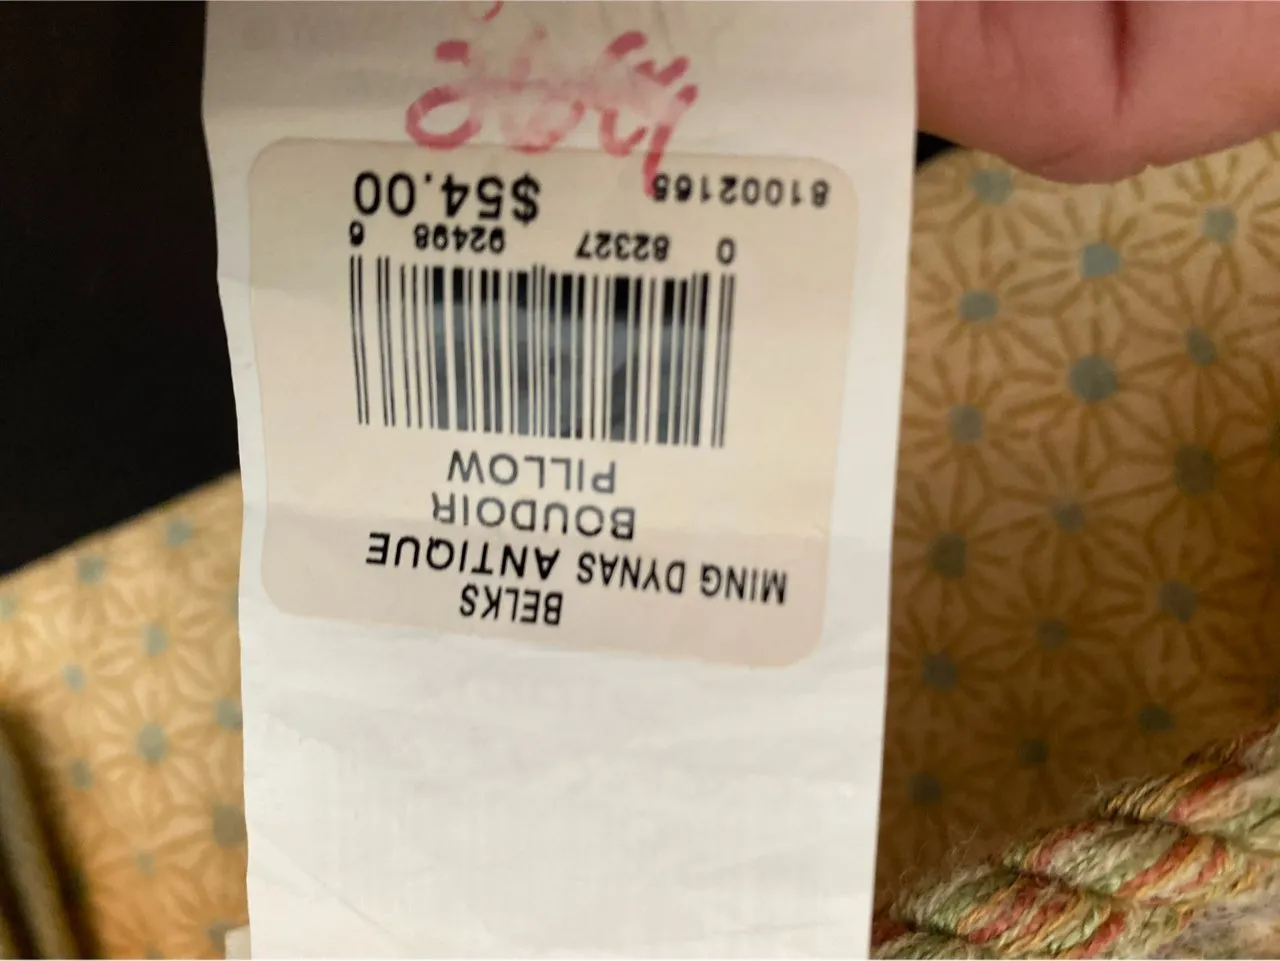 BELKS
MING DYNAS ANTIQUE
BOUDOIR
PILLOW
0 82327 92498 6
81002165 $54.00